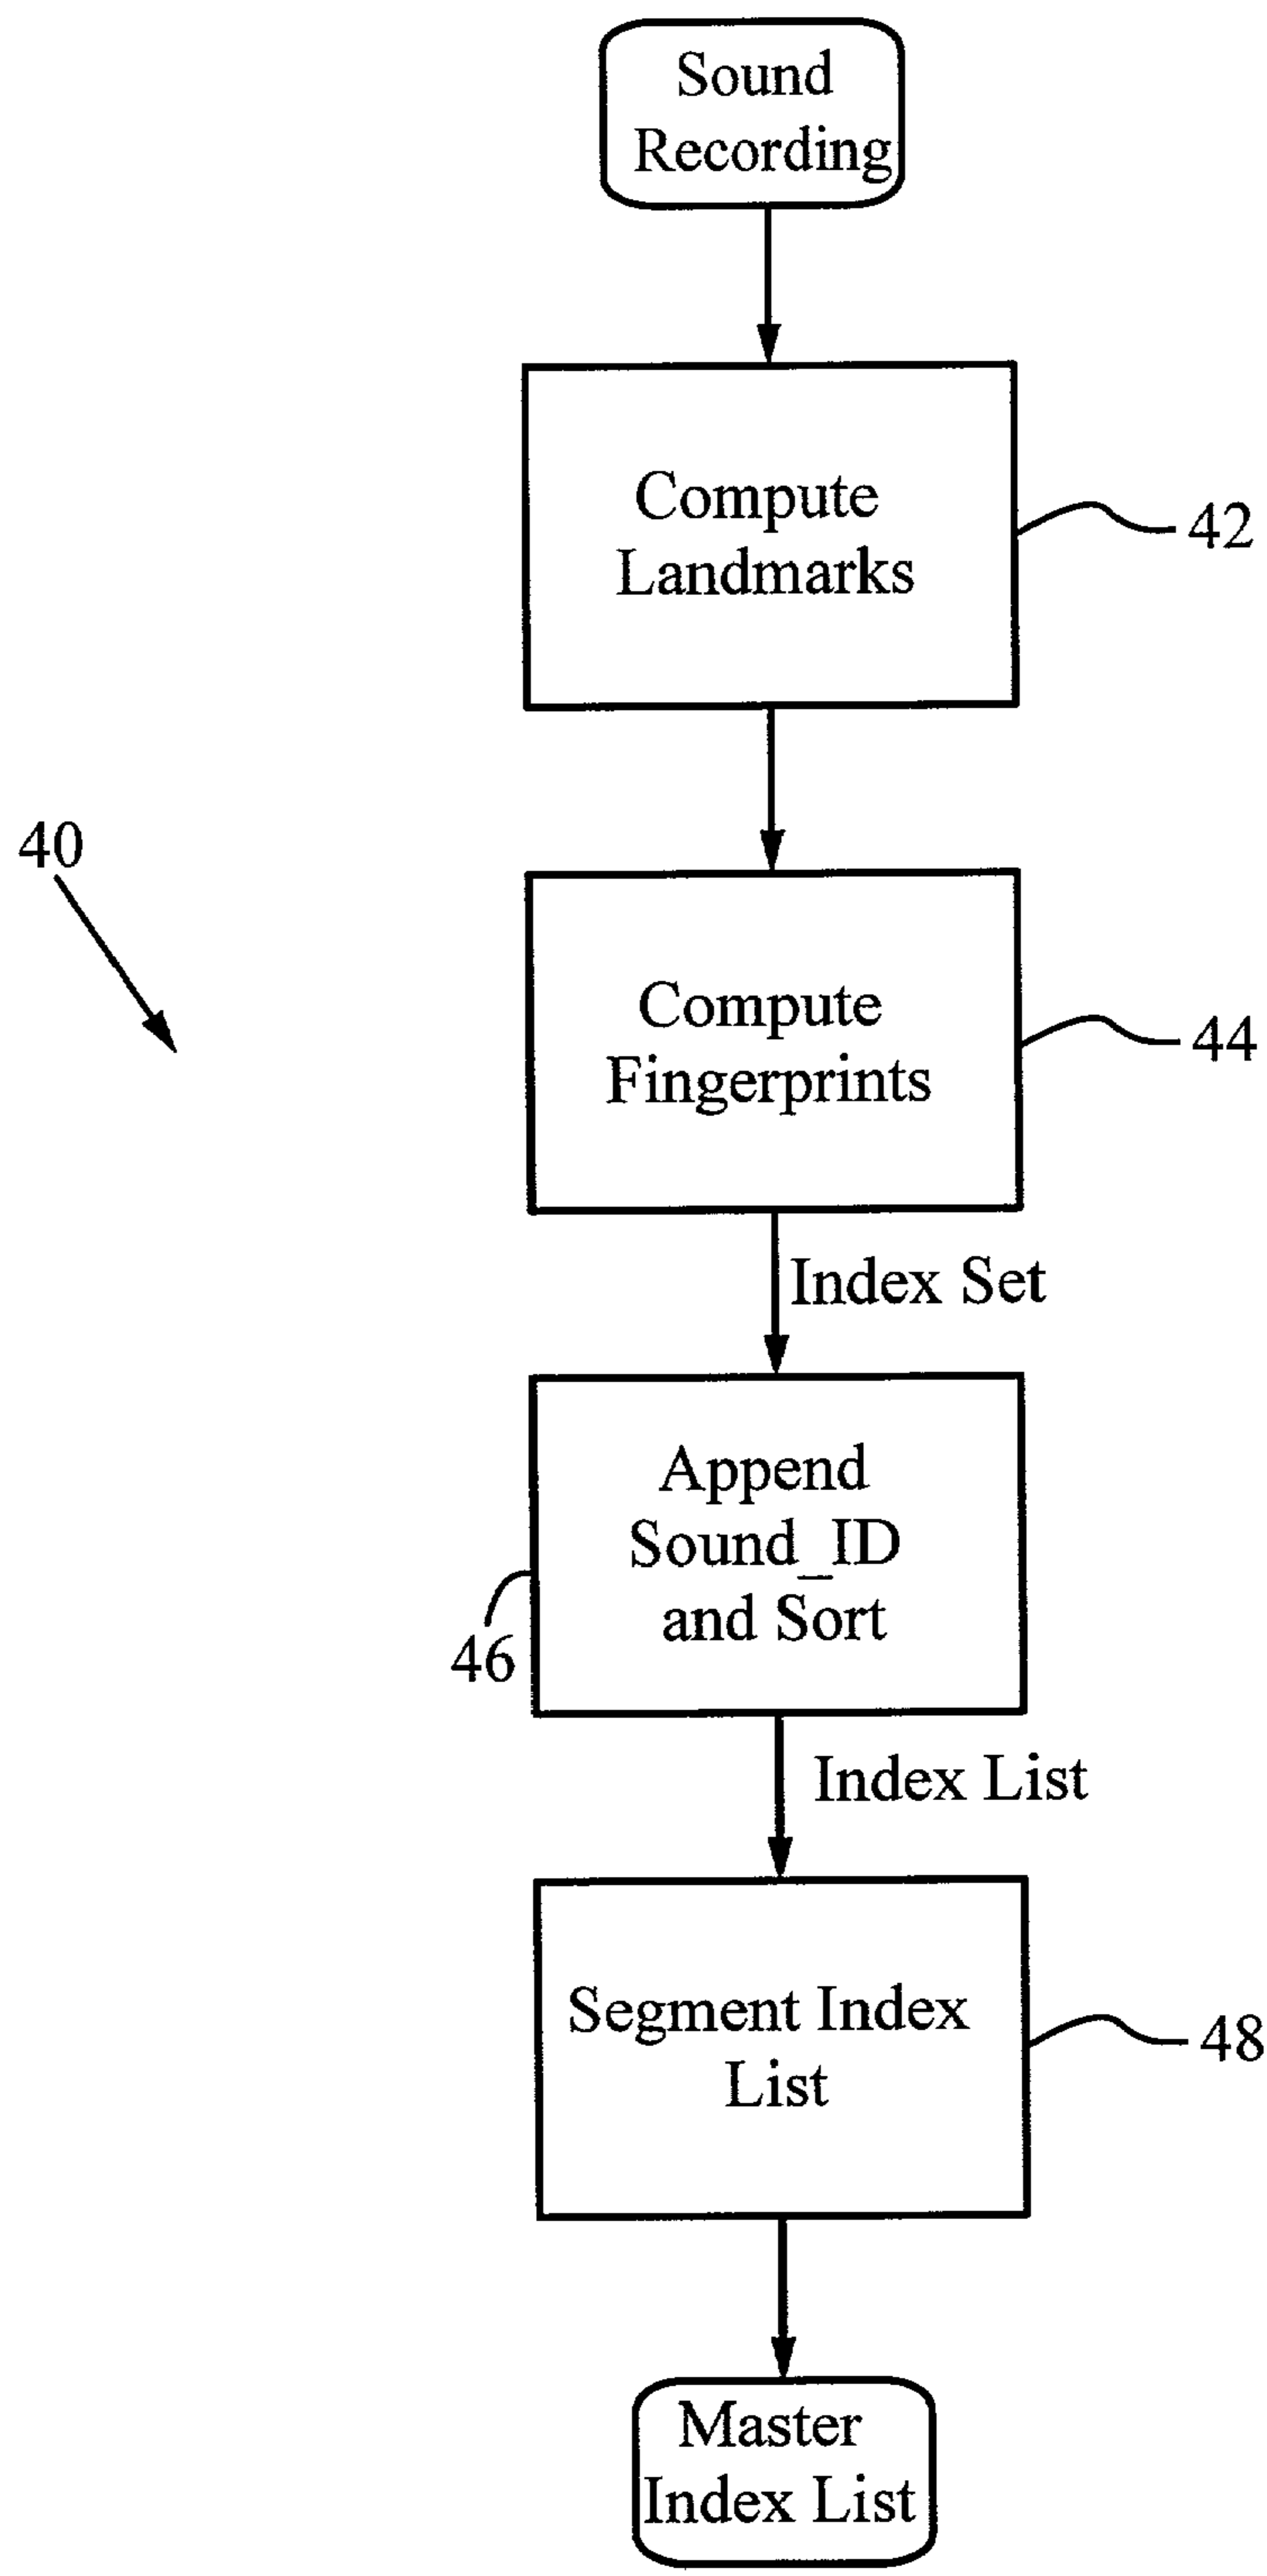 Sound
Recording
Compute
Landmarks
42
40
Compute
Fingerprints
44
Index Set
Append
Sound_ID
and Sort
46
Index List
Segment Index
List
48
Master
Index List